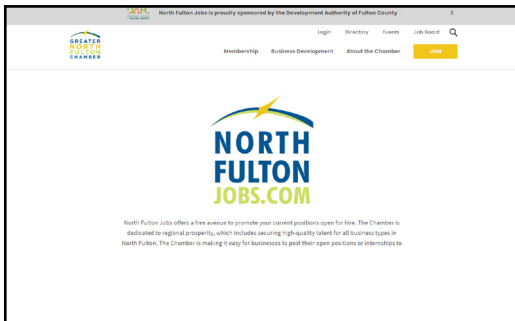 North Fulton Jobs is proudly sponsored by the Development Authority of Fulton County X
Login Directory Events Job Board
GREATER
NORTH
FULTON
CHAMBER
Membership Business Development About the Chamber JOIN
NORTH
FULTON
JOBS.COM
North Fulton Jobs offers a free avenue to promote your current positions open for hire. The Chamber is
dedicated to regional prosperity, which includes securing high-quality talent for all business types in
North Fulton. The Chamber is making it easy for businesses to post their open positions or internships to